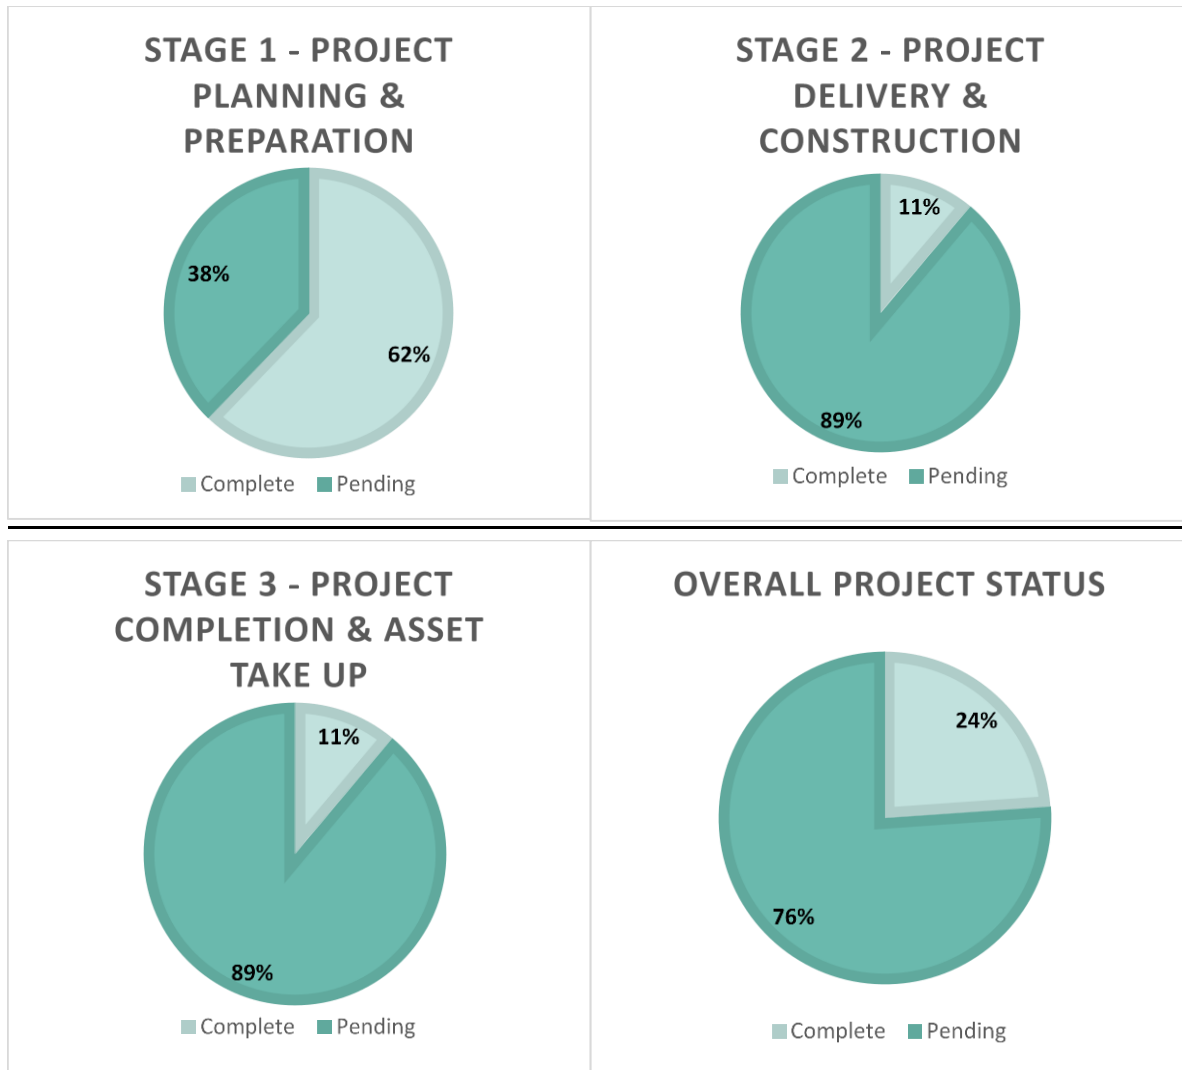 STAGE 1 - PROJECT
PLANNING &
PREPARATION
38%
62%
Complete Pending
STAGE 2 - PROJECT
DELIVERY &
CONSTRUCTION
11%
89%
Complete Pending
STAGE 3 - PROJECT
COMPLETION & ASSET
TAKE UP
11%
89%
Complete Pending
OVERALL PROJECT STATUS
24%
76%
Complete Pending